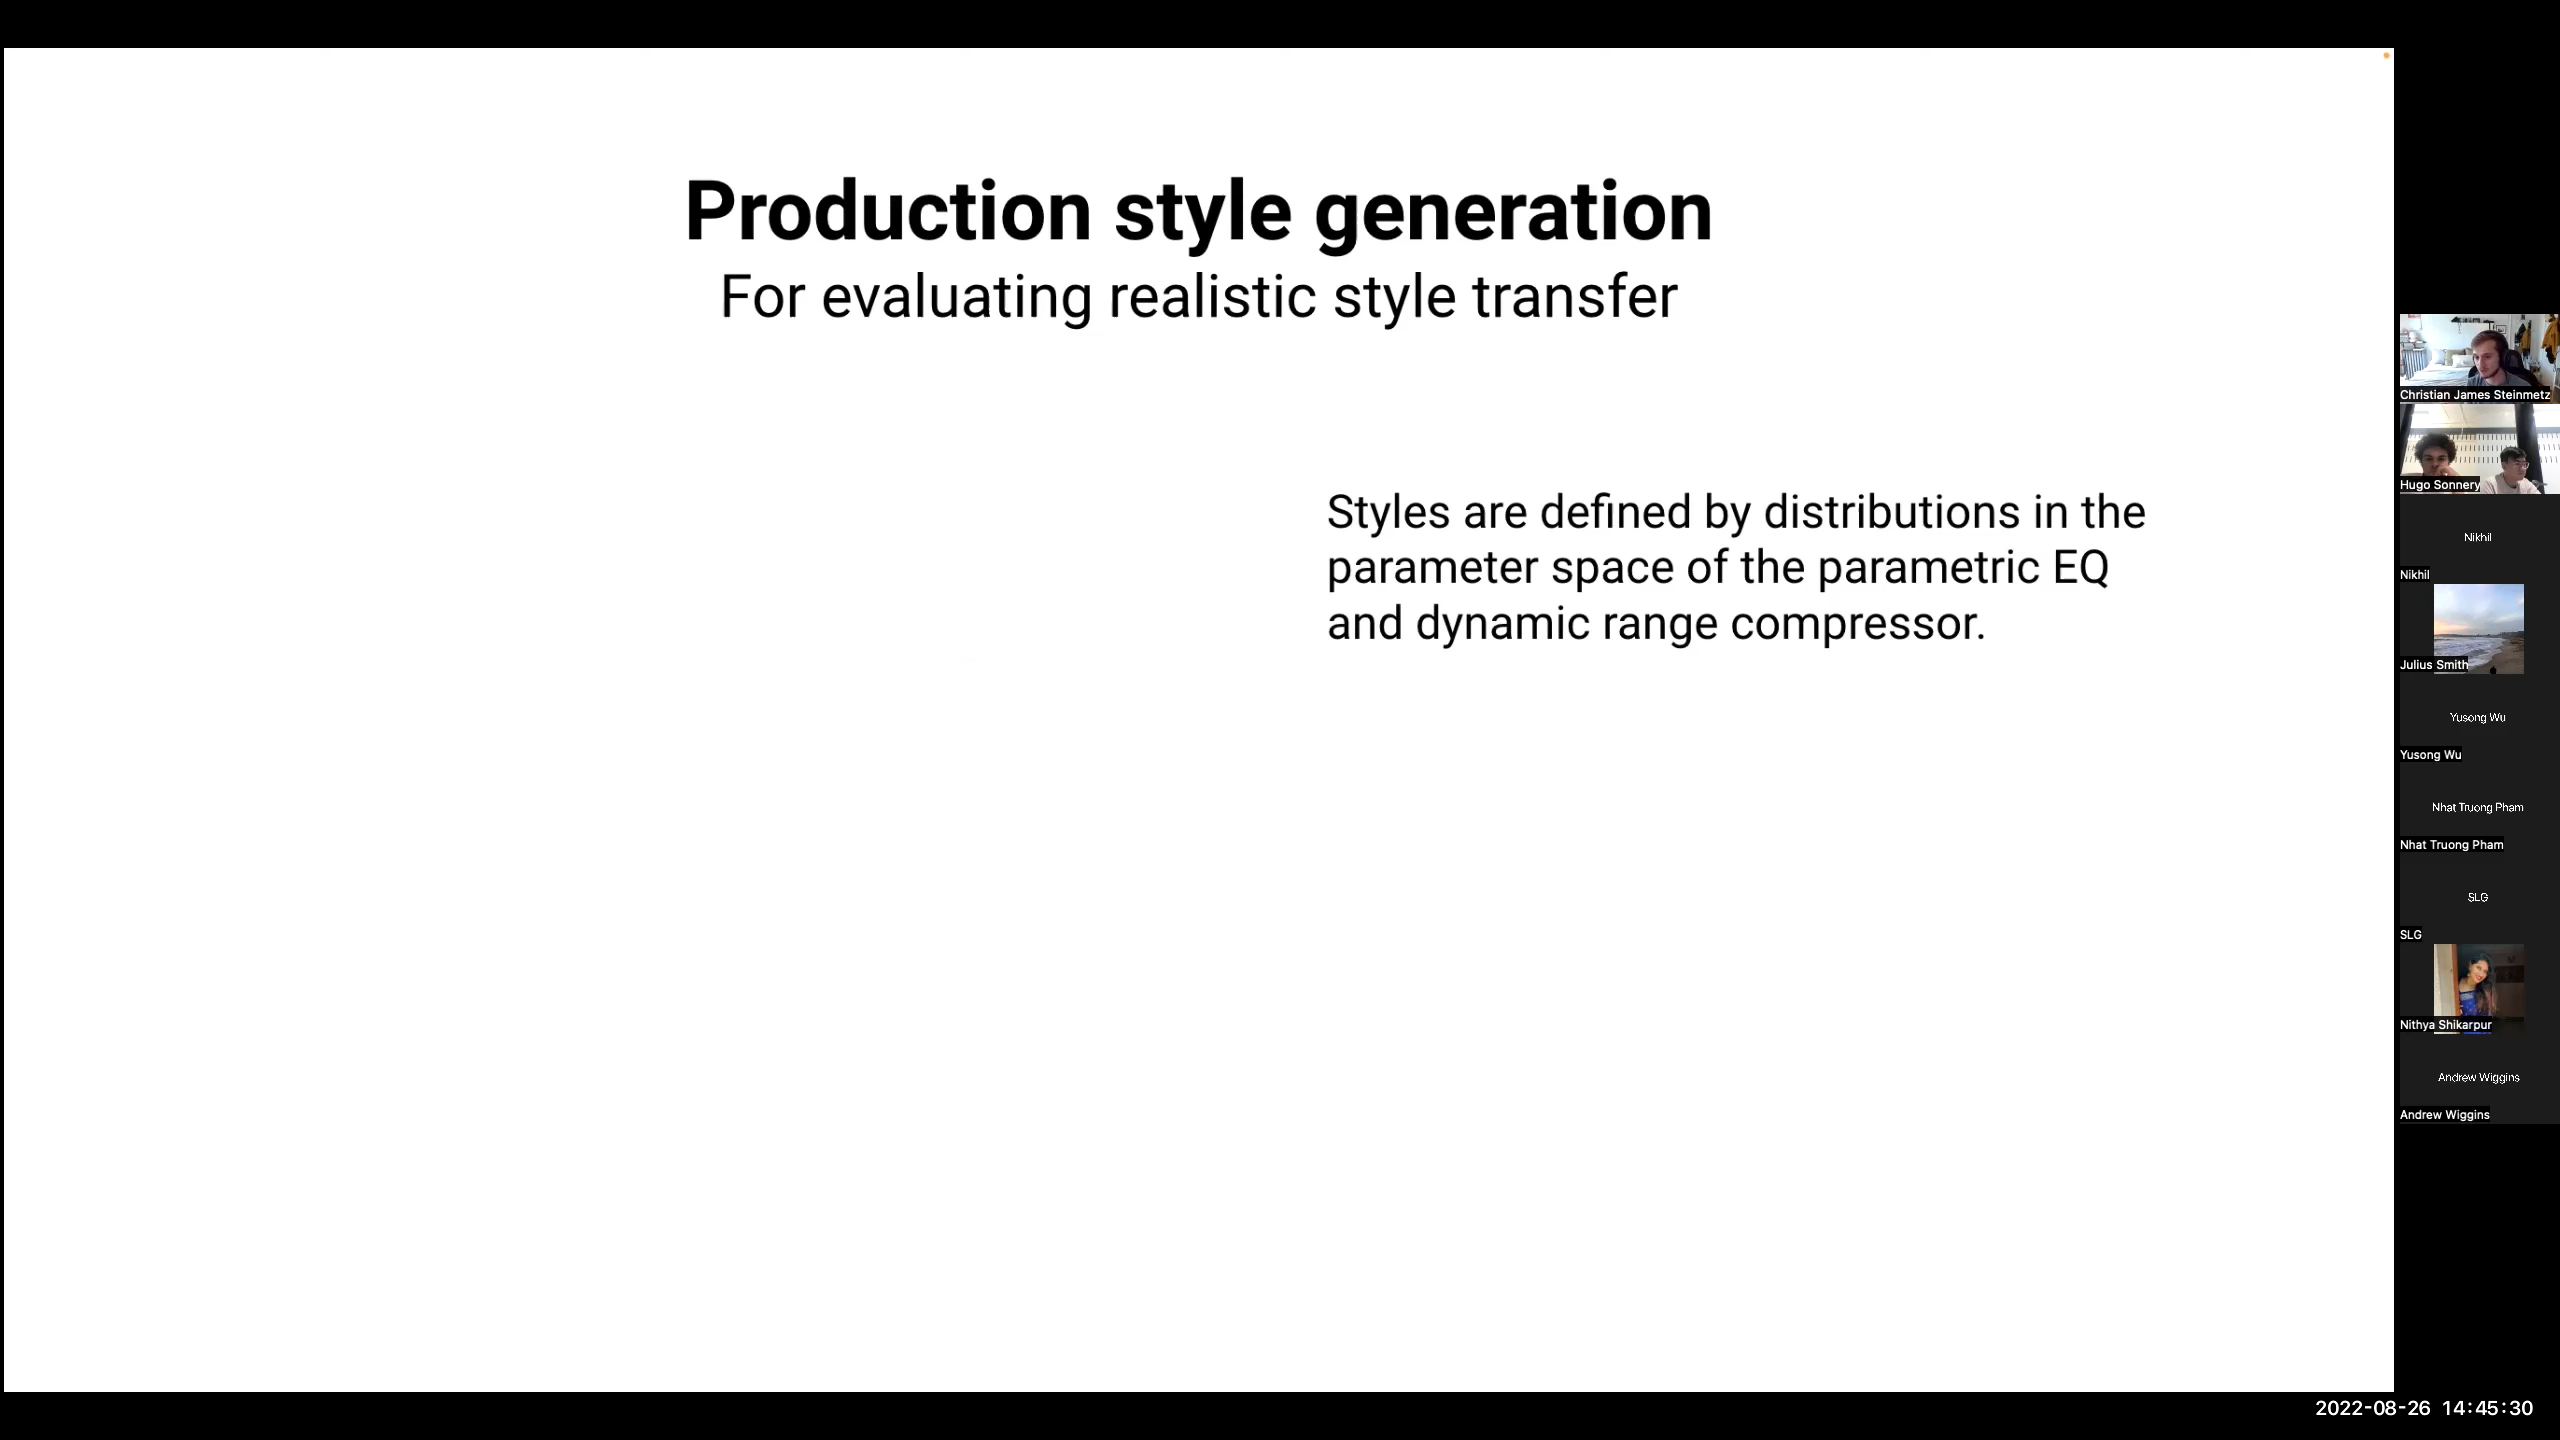 Production style generation
For evaluating realistic style transfer
Styles are defined by distributions in the
parameter space of the parametric EQ
and dynamic range compressor.
Christian James Steinmetz
Hugo Sonnery
Nikhil
Nikhil
Julius Smith
Yusong Wu
Yusong Wu
Nhat Truong Pham
Nhat Truong Pham
SLG
SLG
Nithya Shikarpur
Andrew Wiggins
Andrew Wiggins
2022-08-26 14:45:30